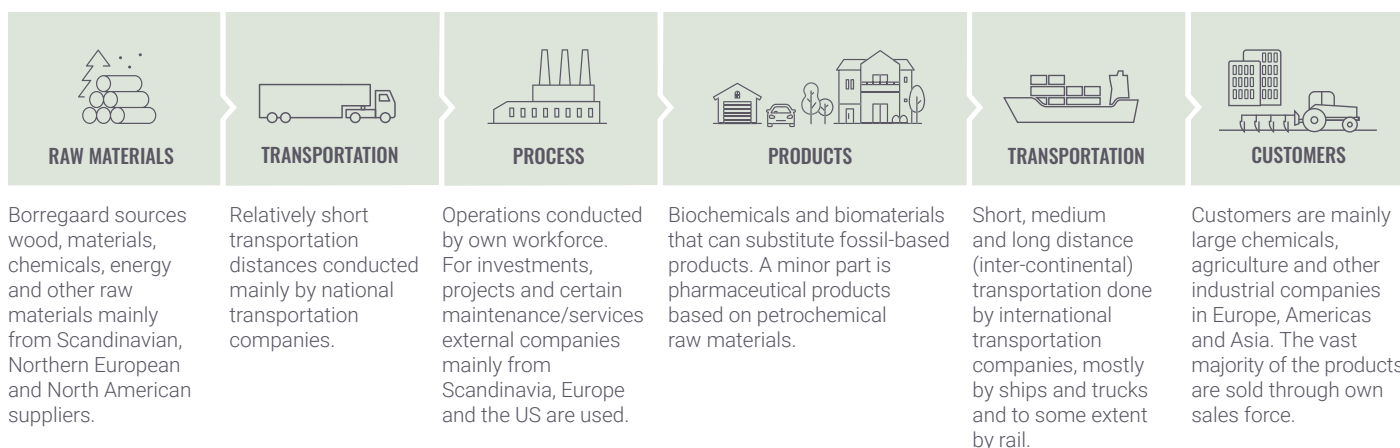 RAW MATERIALS
Borregaard sources
wood, materials,
chemicals, energy
and other raw
materials mainly
from Scandinavian,
Northern European
and North American
suppliers.
TRANSPORTATION
Relatively short
transportation
distances conducted
mainly by national
transportation
companies.
PROCESS
Operations conducted
by own workforce.
For investments,
projects and certain
maintenance/services
external companies
mainly from
Scandinavia, Europe
and the US are used.
PRODUCTS
Biochemicals and biomaterials
that can substitute fossil-based
products. A minor part is
pharmaceutical products
based on petrochemical
raw materials.
TRANSPORTATION
Short, medium
and long distance
(inter-continental)
transportation done
by international
transportation
companies, mostly
by ships and trucks
and to some extent
by rail.
CUSTOMERS
Customers are mainly
large chemicals,
agriculture and other
industrial companies
in Europe, Americas
and Asia. The vast
majority of the products
are sold through own
sales force.